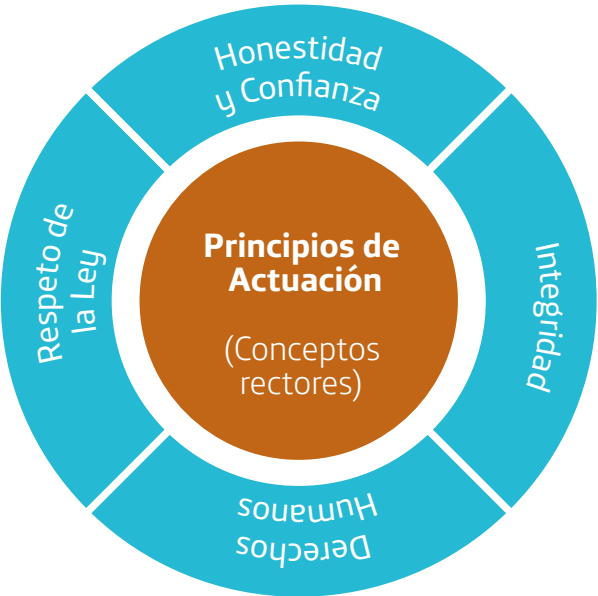 Honestidad
y Confianza
Integridad
Derechos
Humanos
Respeto de
la Ley
Principios de
Actuación
(Conceptos
rectores)